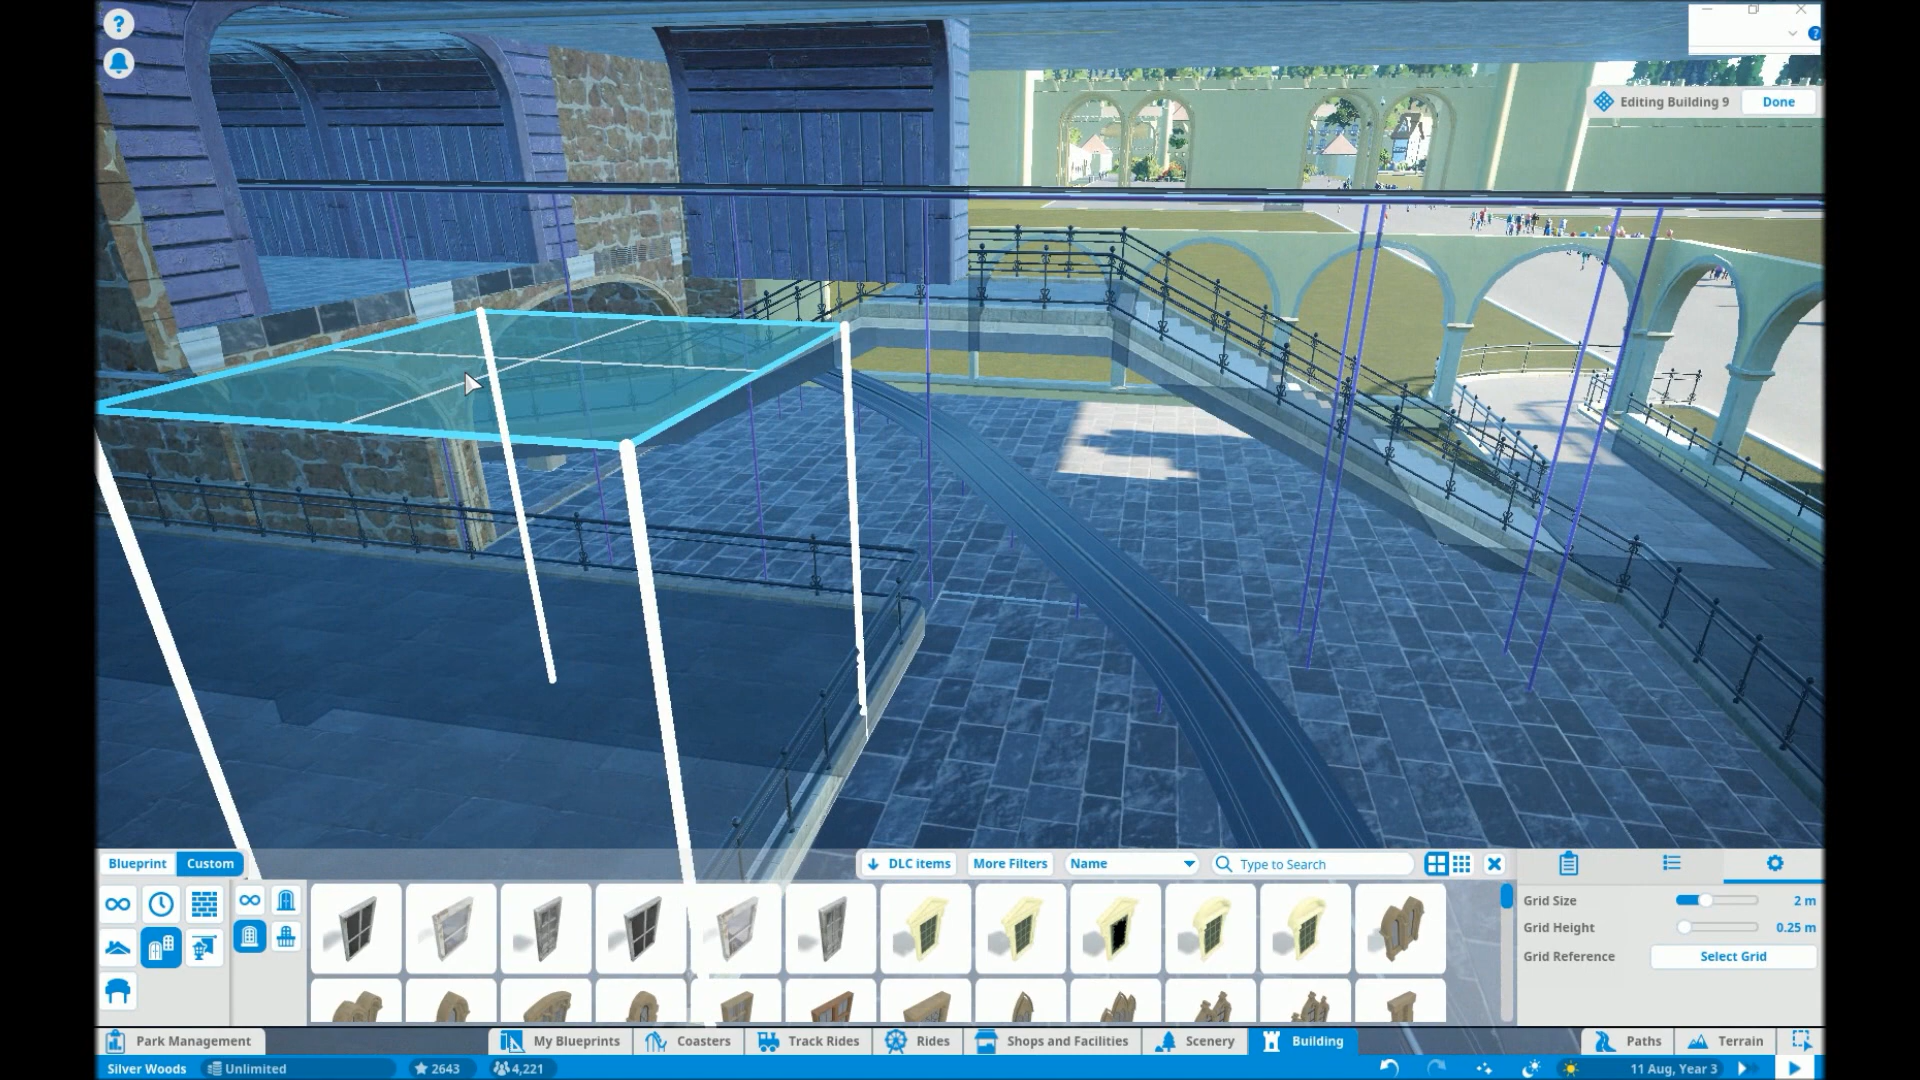 ?
?
Editing Building 9 Done
Blueprint Custom
DLC items More Filters Name Type to Search
Grid Size 2 m
Grid Height 0.25 m
Grid Reference Select Grid
Park Management My Blueprints Coasters Track Rides Rides Shops and Facilities Scenery Building Paths Terrain
Silver Woods Unlimited 2643 4,221 11 Aug, Year 3